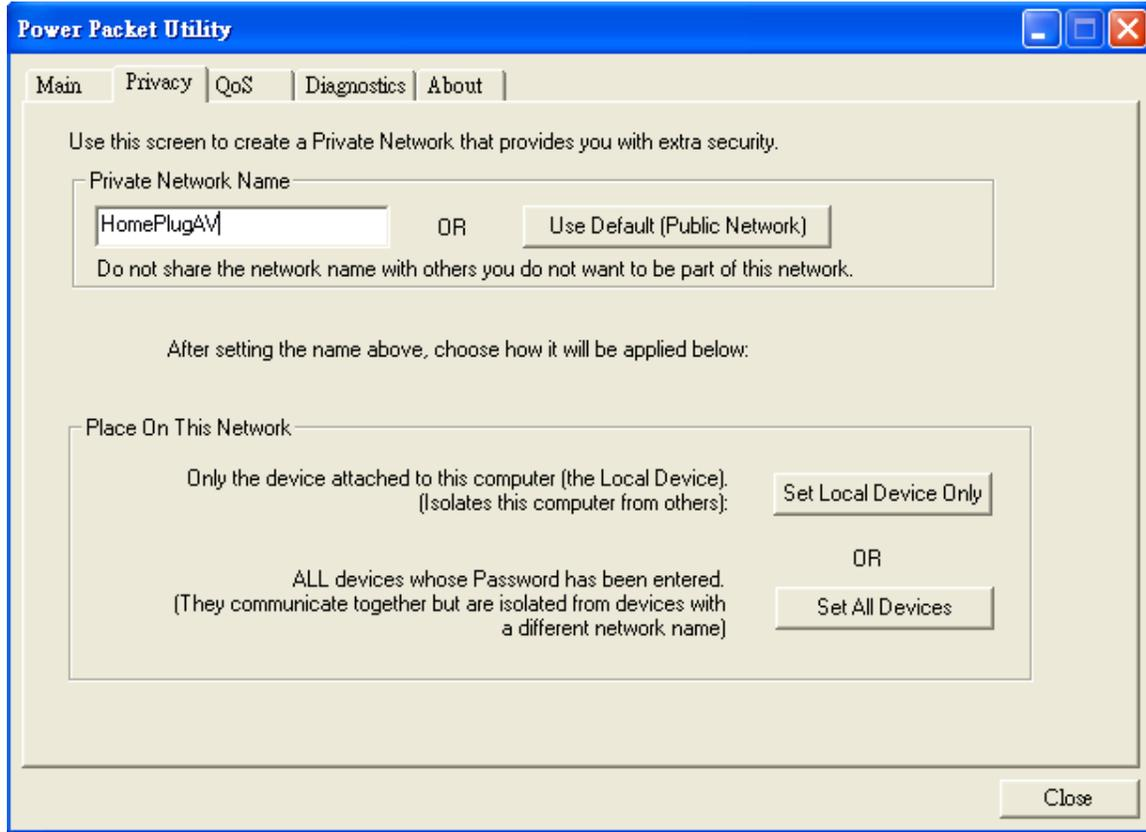 Power Packet Utility
Main Privacy QoS Diagnostics About
Use this screen to create a Private Network that provides you with extra security.
Private Network Name
HomePlugAV OR Use Default (Public Network)
Do not share the network name with others you do not want to be part of this network.
After setting the name above, choose how it will be applied below:
Place On This Network
Only the device attached to this computer (the Local Device).
(Isolates this computer from others):
Set Local Device Only
OR
ALL devices whose Password has been entered.
(They communicate together but are isolated from devices with
a different network name)
Set All Devices
Close